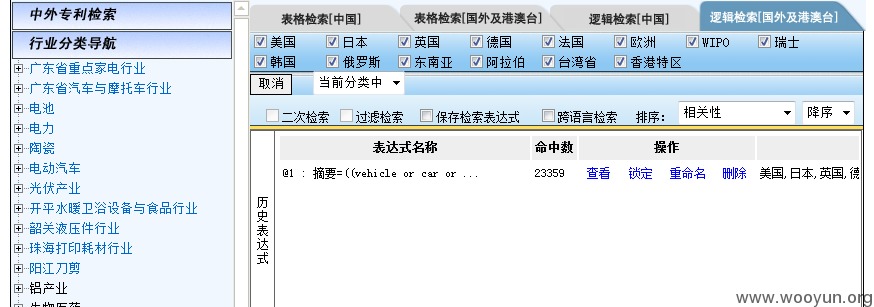 中外专利检索
行业分类导航
广东省重点家电行业
广东省汽车与摩托车行业
电池
电力
陶瓷
电动汽车
光伏产业
开平水暖卫浴设备与食品行业
韶关液压件行业
珠海打印耗材行业
阳江刀剪
铝产业
生物医药
表格检索[中国]
表格检索[国外及港澳台]
逻辑检索[中国]
逻辑检索[国外及港澳台]
美国 日本 英国 德国 法国 欧洲 WIPO 瑞士
韩国 俄罗斯 东南亚 阿拉伯 台湾省 香港特区
取消 当前分类中
二次检索 过滤检索 保存检索表达式 跨语言检索 排序： 相关性 降序
表达式名称 命中数 操作
@1 : 摘要=((vehicle or car or ... 23359 查看 锁定 重命名 删除 美国,日本,英国,德
历史表达式
www.wooyun.org